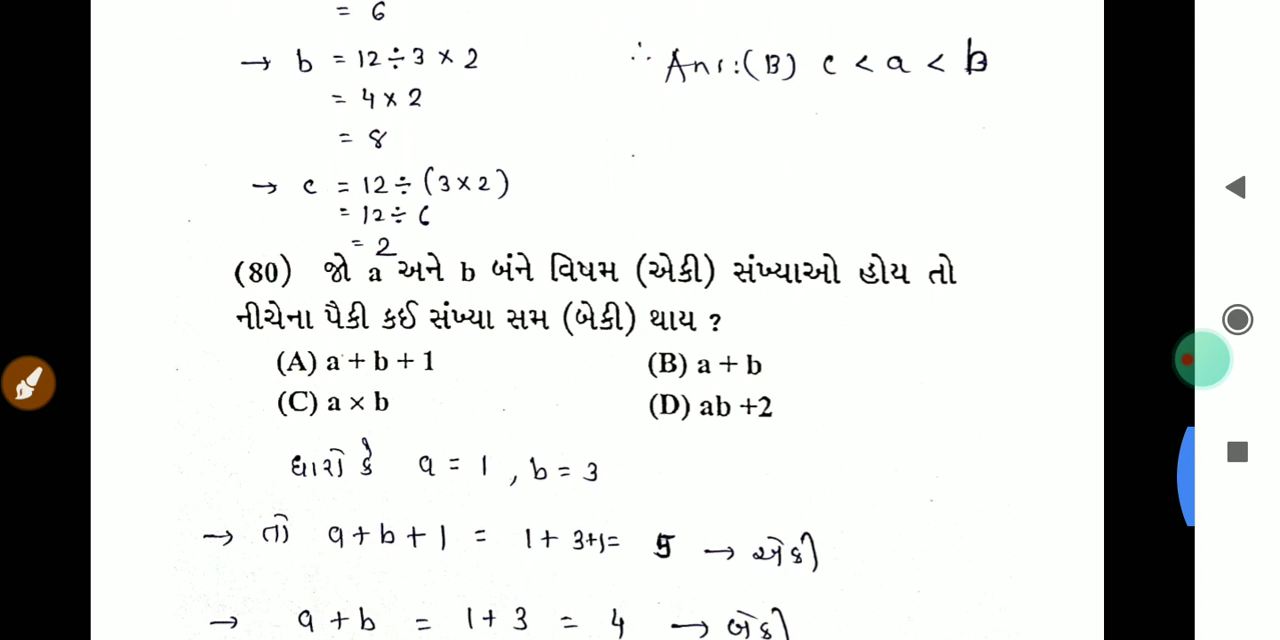 = 6
→ b = 12 ÷ 3 × 2
= 4 × 2
= 8
∴ Ans:(B) c < a < b
→ c = 12 ÷ (3 × 2)
= 12 ÷ 6
= 2
(80) જો a અને b બંને વિષમ (એકી) સંખ્યાઓ હોય તો
નીચેના પૈકી કઈ સંખ્યા સમ (બેકી) થાય ?
(A) a + b + 1 (B) a + b
(C) a × b (D) ab +2
ધારો કે a = 1 , b = 3
→ તો a + b + 1 = 1 + 3+1= 5 → એકી
→ a + b = 1 + 3 = 4 → બેકી